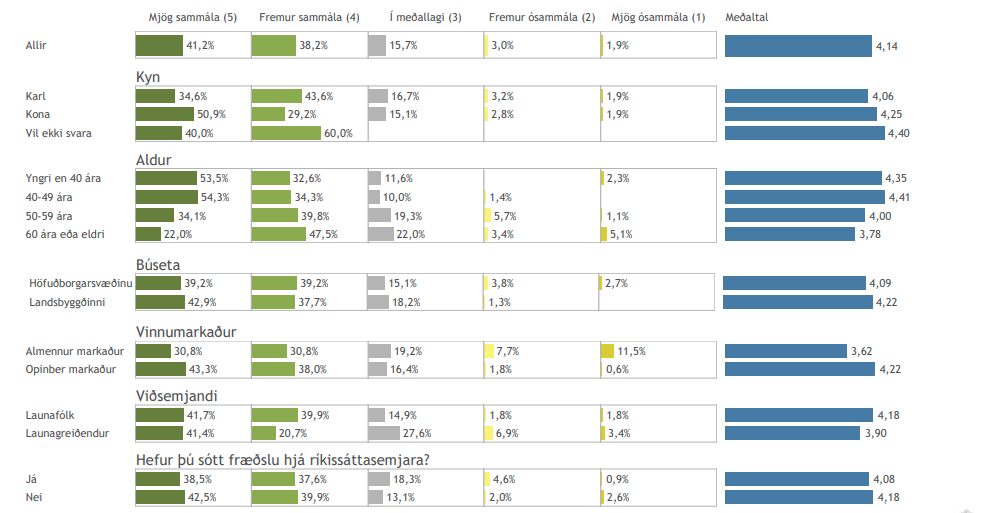 Mjög sammála (5) Fremur sammála (4) Í meðallagi (3) Fremur ósammála (2) Mjög ósammála (1) Meðaltal
Allir 41,2% 38,2% 15,7% 3,0% 1,9% 4,14
Kyn
Karl 34,6% 43,6% 16,7% 3,2% 1,9% 4,06
Kona 50,9% 29,2% 15,1% 2,8% 1,9% 4,25
Vil ekki svara 40,0% 60,0% 4,40
Aldur
Yngri en 40 ára 53,5% 32,6% 11,6% 2,3% 4,35
40-49 ára 54,3% 34,3% 10,0% 1,4% 4,41
50-59 ára 34,1% 39,8% 19,3% 5,7% 1,1% 4,00
60 ára eða eldri 22,0% 47,5% 22,0% 3,4% 5,1% 3,78
Búseta
Höfuðborgarsvæðinu 39,2% 39,2% 15,1% 3,8% 2,7% 4,09
Landsbyggðinni 42,9% 37,7% 18,2% 1,3% 4,22
Vinnumarkaður
Almennur markaður 30,8% 30,8% 19,2% 7,7% 11,5% 3,62
Opinber markaður 43,3% 38,0% 16,4% 1,8% 0,6% 4,22
Viðsemjandi
Launafólk 41,7% 39,9% 14,9% 1,8% 1,8% 4,18
Launagreiðendur 41,4% 20,7% 27,6% 6,9% 3,4% 3,90
Hefur þú sótt fræðslu hjá ríkissáttasemjara?
Já 38,5% 37,6% 18,3% 4,6% 0,9% 4,08
Nei 42,5% 39,9% 13,1% 2,0% 2,6% 4,18